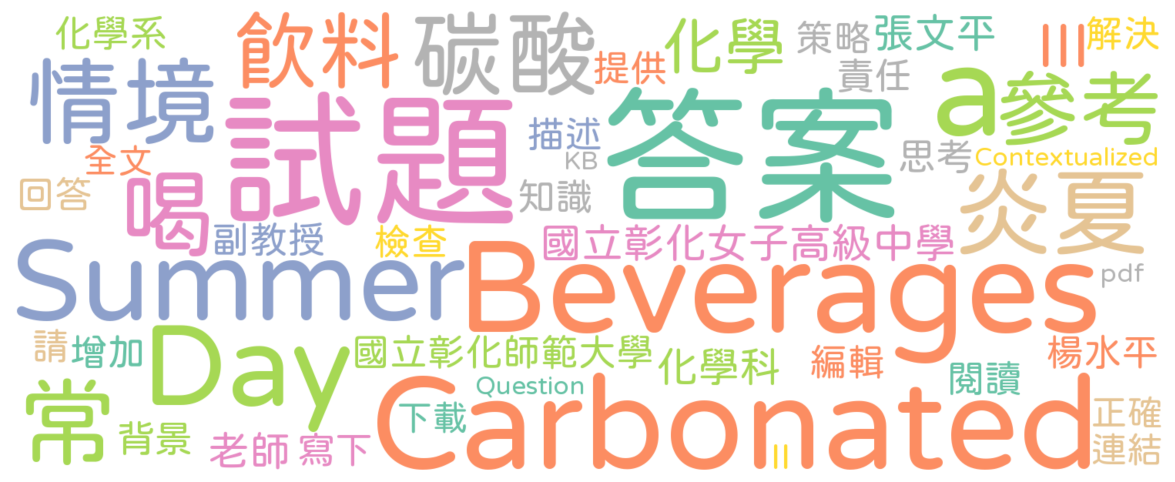 化學系
飲料
碳酸
化學
策略
張文平
III
解決
情境
提供
責任
a
參考
試題
答案
描述
KB
思考
Contextualized
全文
喝
知識
炎夏
回答
副教授
檢查
國立彰化女子高級中學
Summer
Beverages
pdf
請
增加
Day
國立彰化師範大學
化學科
編輯
閱讀
楊水平
常
背景
老師
寫下
下載
Question
Carbonated
II
正確
連結